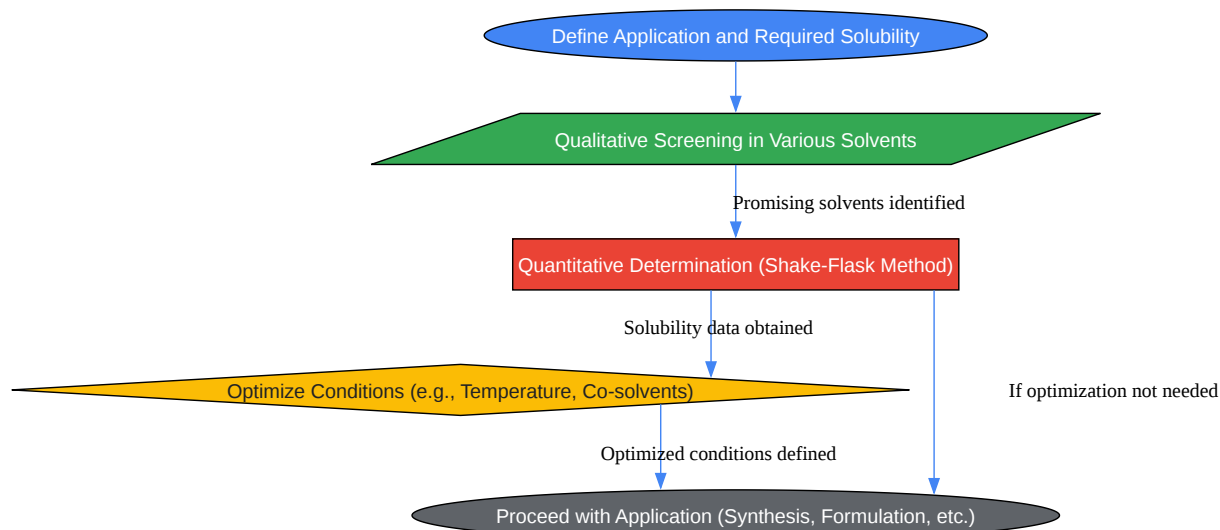 Define Application and Required Solubility
Qualitative Screening in Various Solvents
Promising solvents identified
Quantitative Determination (Shake-Flask Method)
Solubility data obtained
Optimize Conditions (e.g., Temperature, Co-solvents)
If optimization not needed
Optimized conditions defined
Proceed with Application (Synthesis, Formulation, etc.)